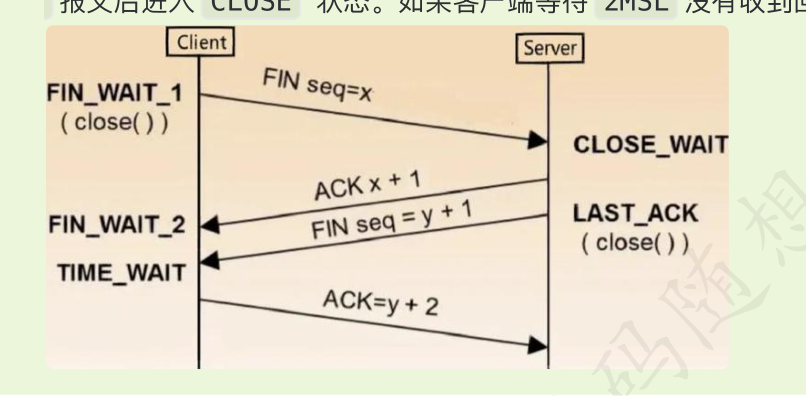 报文后进入 CLOSE 状态。如果客户端等待 2MSL 没有收到回
Client
Server
FIN seq=x
FIN_WAIT_1
( close( ) )
CLOSE_WAIT
ACK x + 1
FIN seq = y + 1
LAST_ACK
( close( ) )
FIN_WAIT_2
TIME_WAIT
ACK=y + 2
码随想